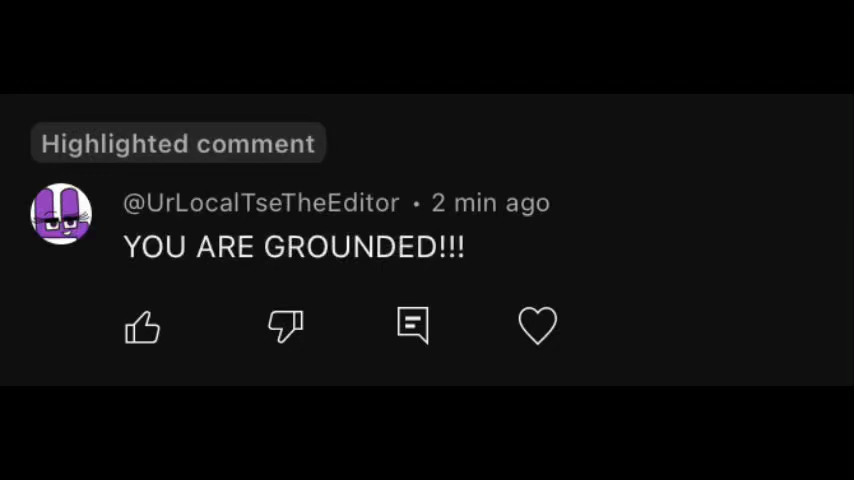 Highlighted comment
@UrLocalTseTheEditor • 2 min ago
YOU ARE GROUNDED!!!